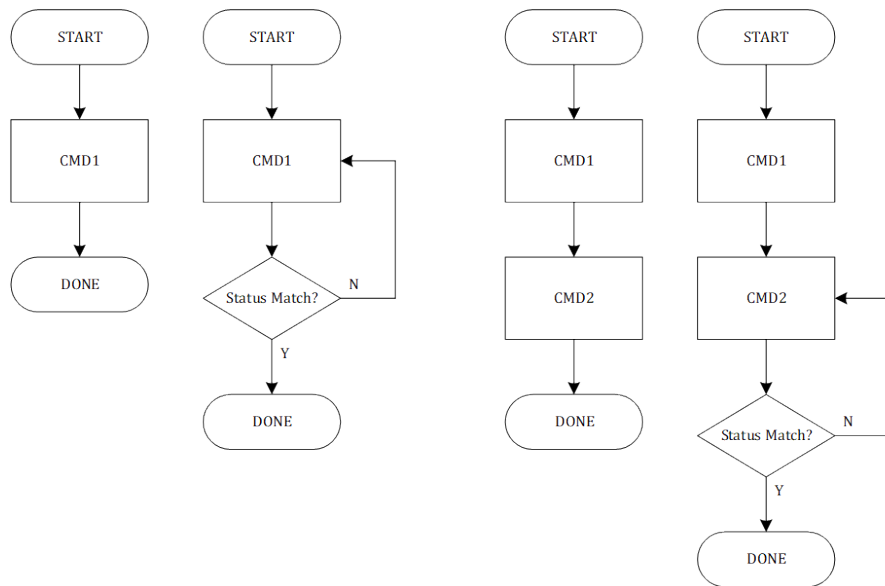 START
CMD1
DONE
START
CMD1
Status Match?
N
Y
DONE
START
CMD1
CMD2
DONE
START
CMD1
CMD2
Status Match?
N
Y
DONE